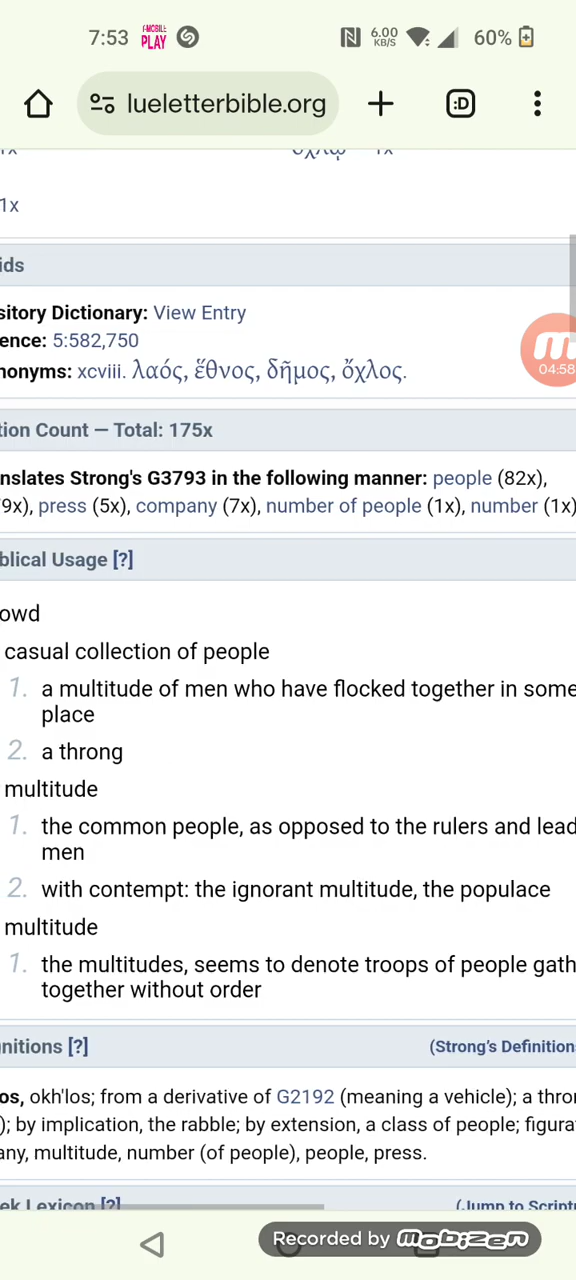 7:53 T-MOBILE PLAY 6.00 KB/S 60%
lueletterbible.org :D
1x
ids
sitory Dictionary: View Entry
ence: 5:582,750
onyms: xcviii. λαός, ἔθνος, δῆμος, ὄχλος.
04:58
tion Count — Total: 175x
nslates Strong's G3793 in the following manner: people (82x),
9x), press (5x), company (7x), number of people (1x), number (1x)
blical Usage [?]
owd
casual collection of people
1. a multitude of men who have flocked together in some
place
2. a throng
multitude
1. the common people, as opposed to the rulers and lead
men
2. with contempt: the ignorant multitude, the populace
multitude
1. the multitudes, seems to denote troops of people gath
together without order
nitions [?] (Strong’s Definition
os, okh'los; from a derivative of G2192 (meaning a vehicle); a thro
); by implication, the rabble; by extension, a class of people; figura
any, multitude, number (of people), people, press.
ek Lexicon [?] (Jump to Script
Recorded by mobizen